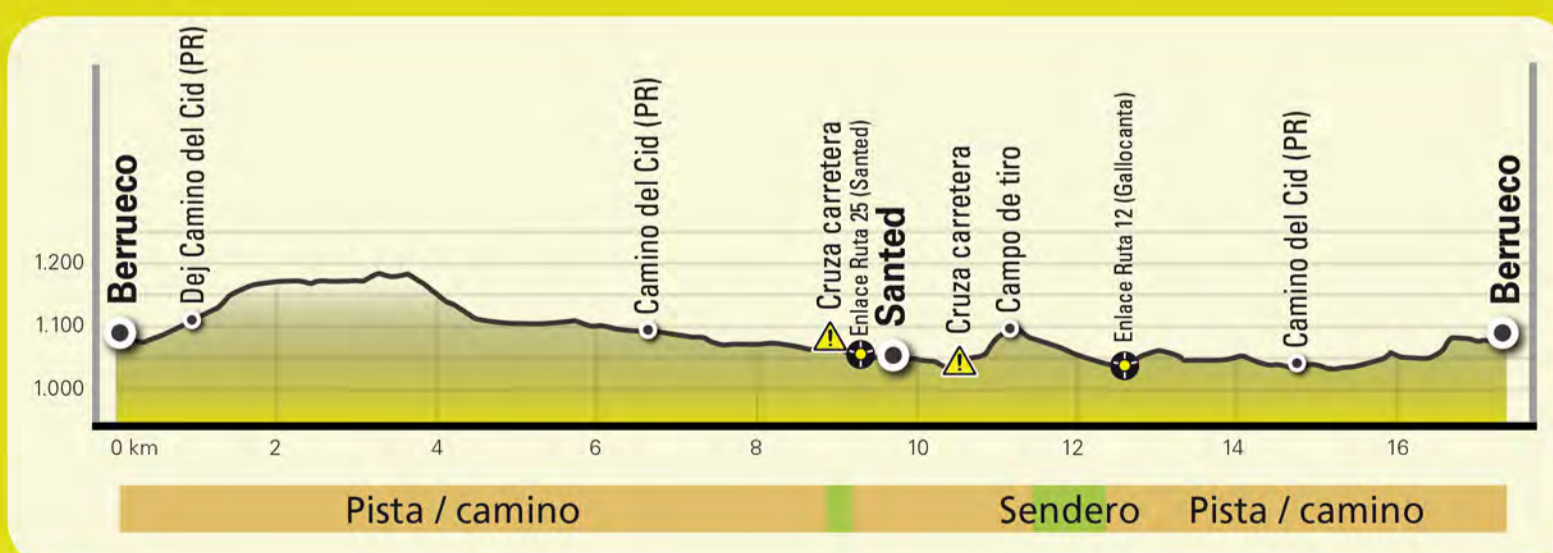 Berrueco
Dej Camino del Cid (PR)
Camino del Cid (PR)
Cruza carretera
Enlace Ruta 25 (Santed)
Santed
Cruza carretera
Campo de tiro
Enlace Ruta 12 (Gallocanta)
Camino del Cid (PR)
Berrueco
1.200
1.100
1.000
0 km 2 4 6 8 10 12 14 16
Pista / camino Sendero Pista / camino